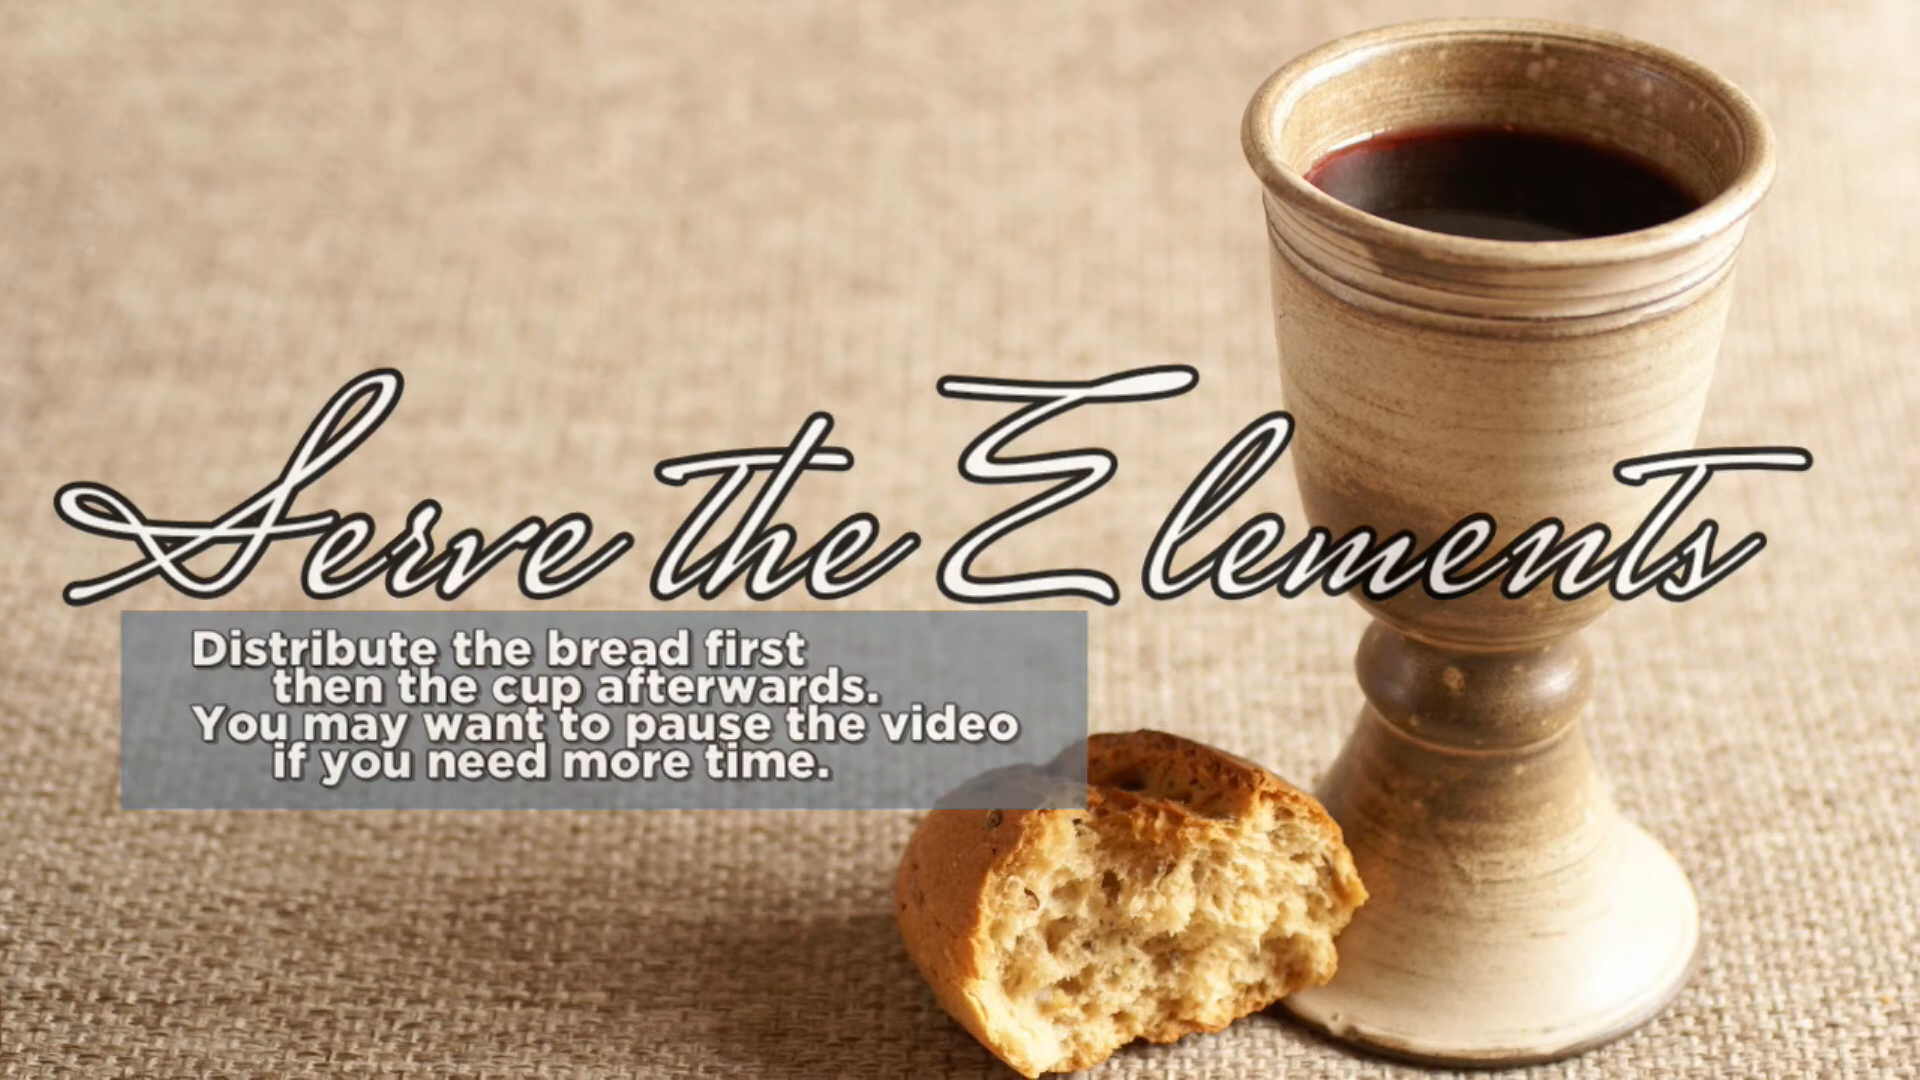 Serve the Elements
Distribute the bread first
then the cup afterwards.
You may want to pause the video
if you need more time.